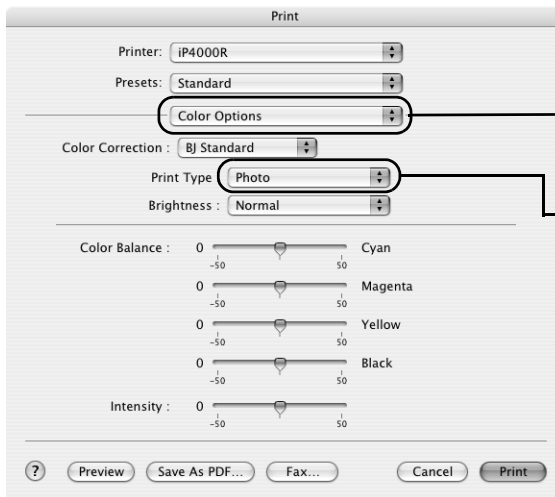 Print
Printer: iP4000R
Presets: Standard
Color Options
Color Correction : BJ Standard
Print Type Photo
Brightness : Normal
Color Balance : 0 Cyan
-50 50
0 Magenta
-50 50
0 Yellow
-50 50
0 Black
-50 50
Intensity : 0
-50 50
? Preview Save As PDF... Fax... Cancel Print